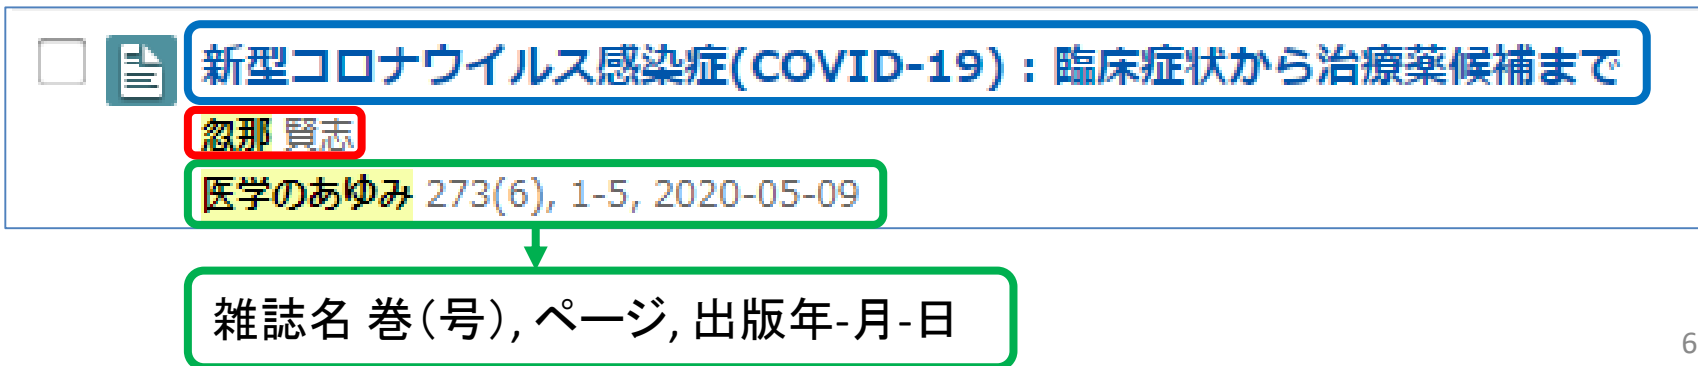 新型コロナウイルス感染症(COVID-19) : 臨床症状から治療薬候補まで
忽那 賢志
医学のあゆみ 273(6), 1-5, 2020-05-09
雑誌名 巻(号), ページ, 出版年-月-日
6